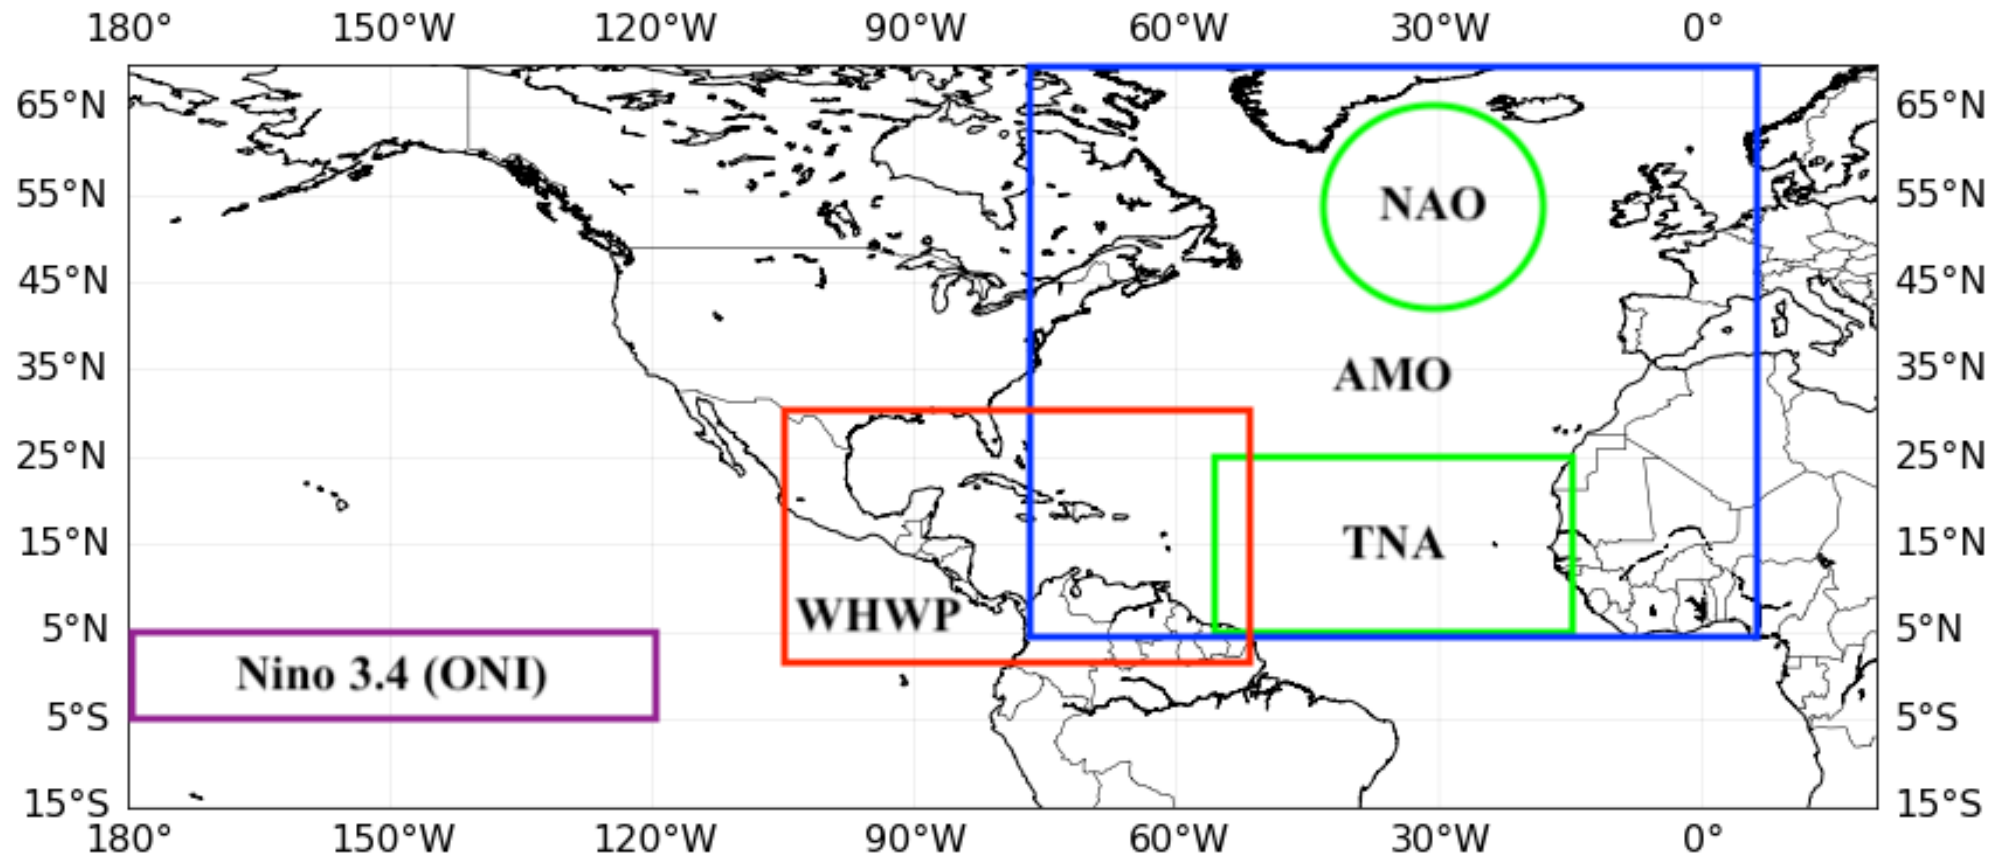 180° 150°W 120°W 90°W 60°W 30°W 0°
65°N 65°N
55°N NAO 55°N
45°N 45°N
35°N AMO 35°N
25°N 25°N
15°N TNA 15°N
WHWP
5°N 5°N
Nino 3.4 (ONI)
5°S 5°S
15°S 15°S
180° 150°W 120°W 90°W 60°W 30°W 0°